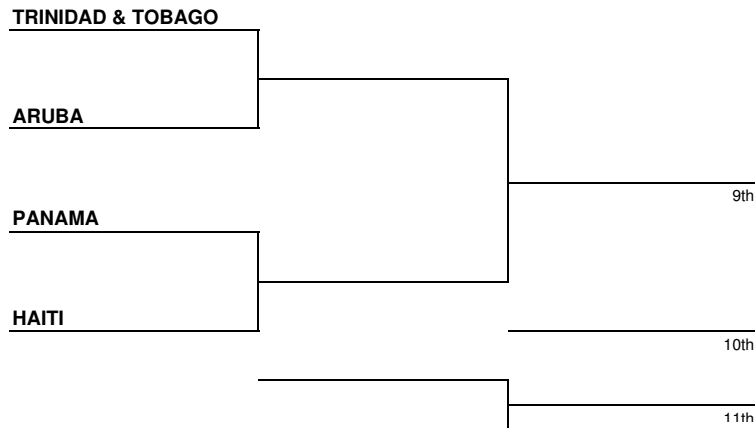 TRINIDAD & TOBAGO
ARUBA
9th
PANAMA
HAITI
10th
11th